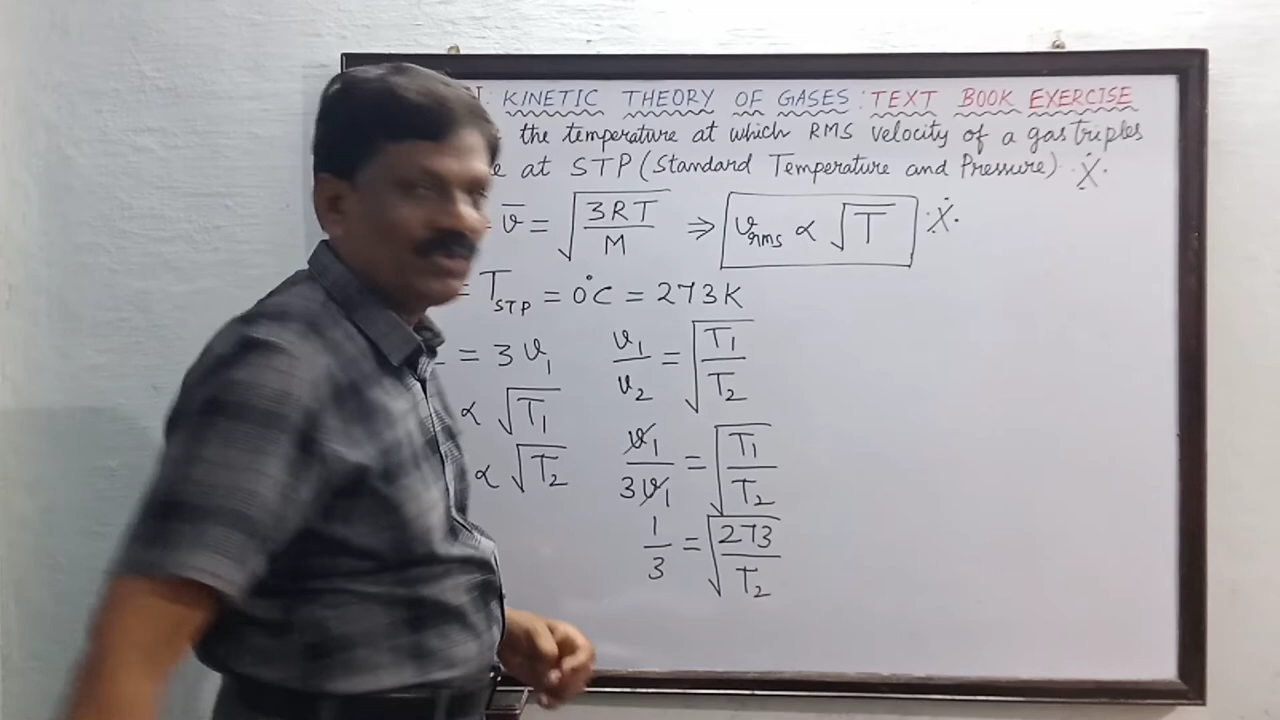 : KINETIC THEORY OF GASES : TEXT BOOK EXERCISE
the temperature at which RMS velocity of a gas triples
at STP (Standard Temperature and Pressure)
v̅ = √(3RT/M) ⇒ v_rms ∝ √T
= T_STP = 0°C = 273K
= 3v₁
v₁/v₂ = √(T₁/T₂)
∝ √T₁
v₁/3v₁ = √(T₁/T₂)
∝ √T₂
1/3 = √(273/T₂)